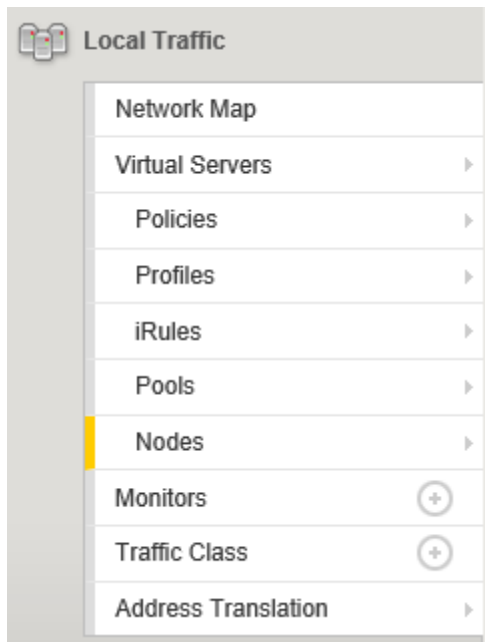 Local Traffic
Network Map
Virtual Servers
Policies
Profiles
iRules
Pools
Nodes
Monitors
Traffic Class
Address Translation